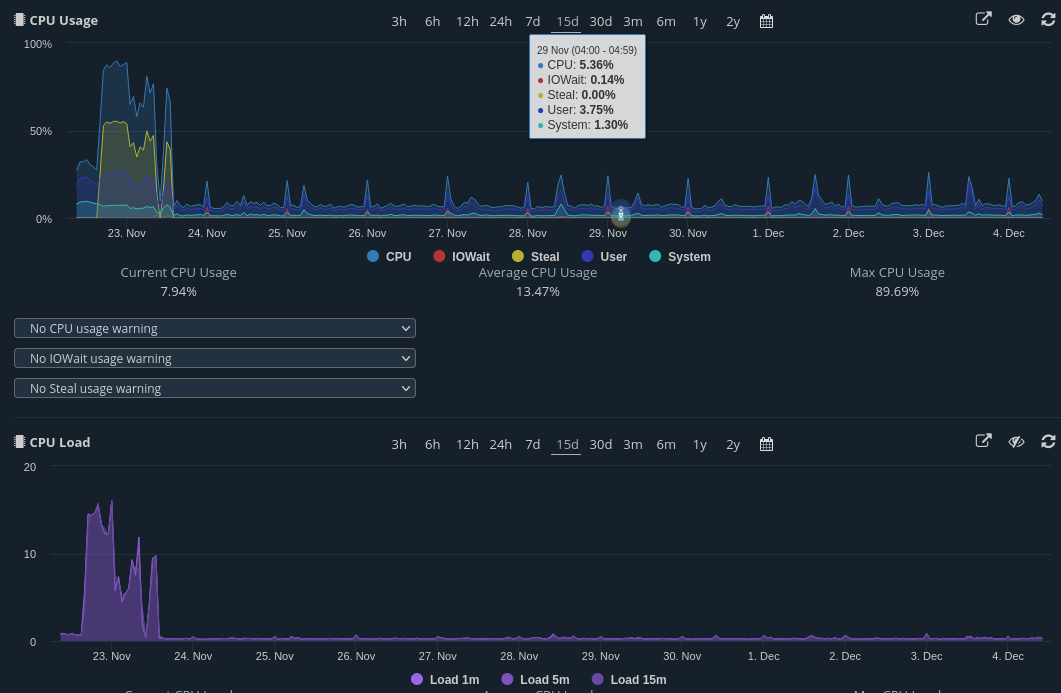 CPU Usage
3h 6h 12h 24h 7d 15d 30d 3m 6m 1y 2y
100%
50%
0%
29 Nov (04:00 - 04:59)
CPU: 5.36%
IOWait: 0.14%
Steal: 0.00%
User: 3.75%
System: 1.30%
23. Nov 24. Nov 25. Nov 26. Nov 27. Nov 28. Nov 29. Nov 30. Nov 1. Dec 2. Dec 3. Dec 4. Dec
CPU IOWait Steal User System
Current CPU Usage Average CPU Usage Max CPU Usage
7.94% 13.47% 89.69%
No CPU usage warning
No IOWait usage warning
No Steal usage warning
CPU Load
3h 6h 12h 24h 7d 15d 30d 3m 6m 1y 2y
20
10
0
23. Nov 24. Nov 25. Nov 26. Nov 27. Nov 28. Nov 29. Nov 30. Nov 1. Dec 2. Dec 3. Dec 4. Dec
Load 1m Load 5m Load 15m